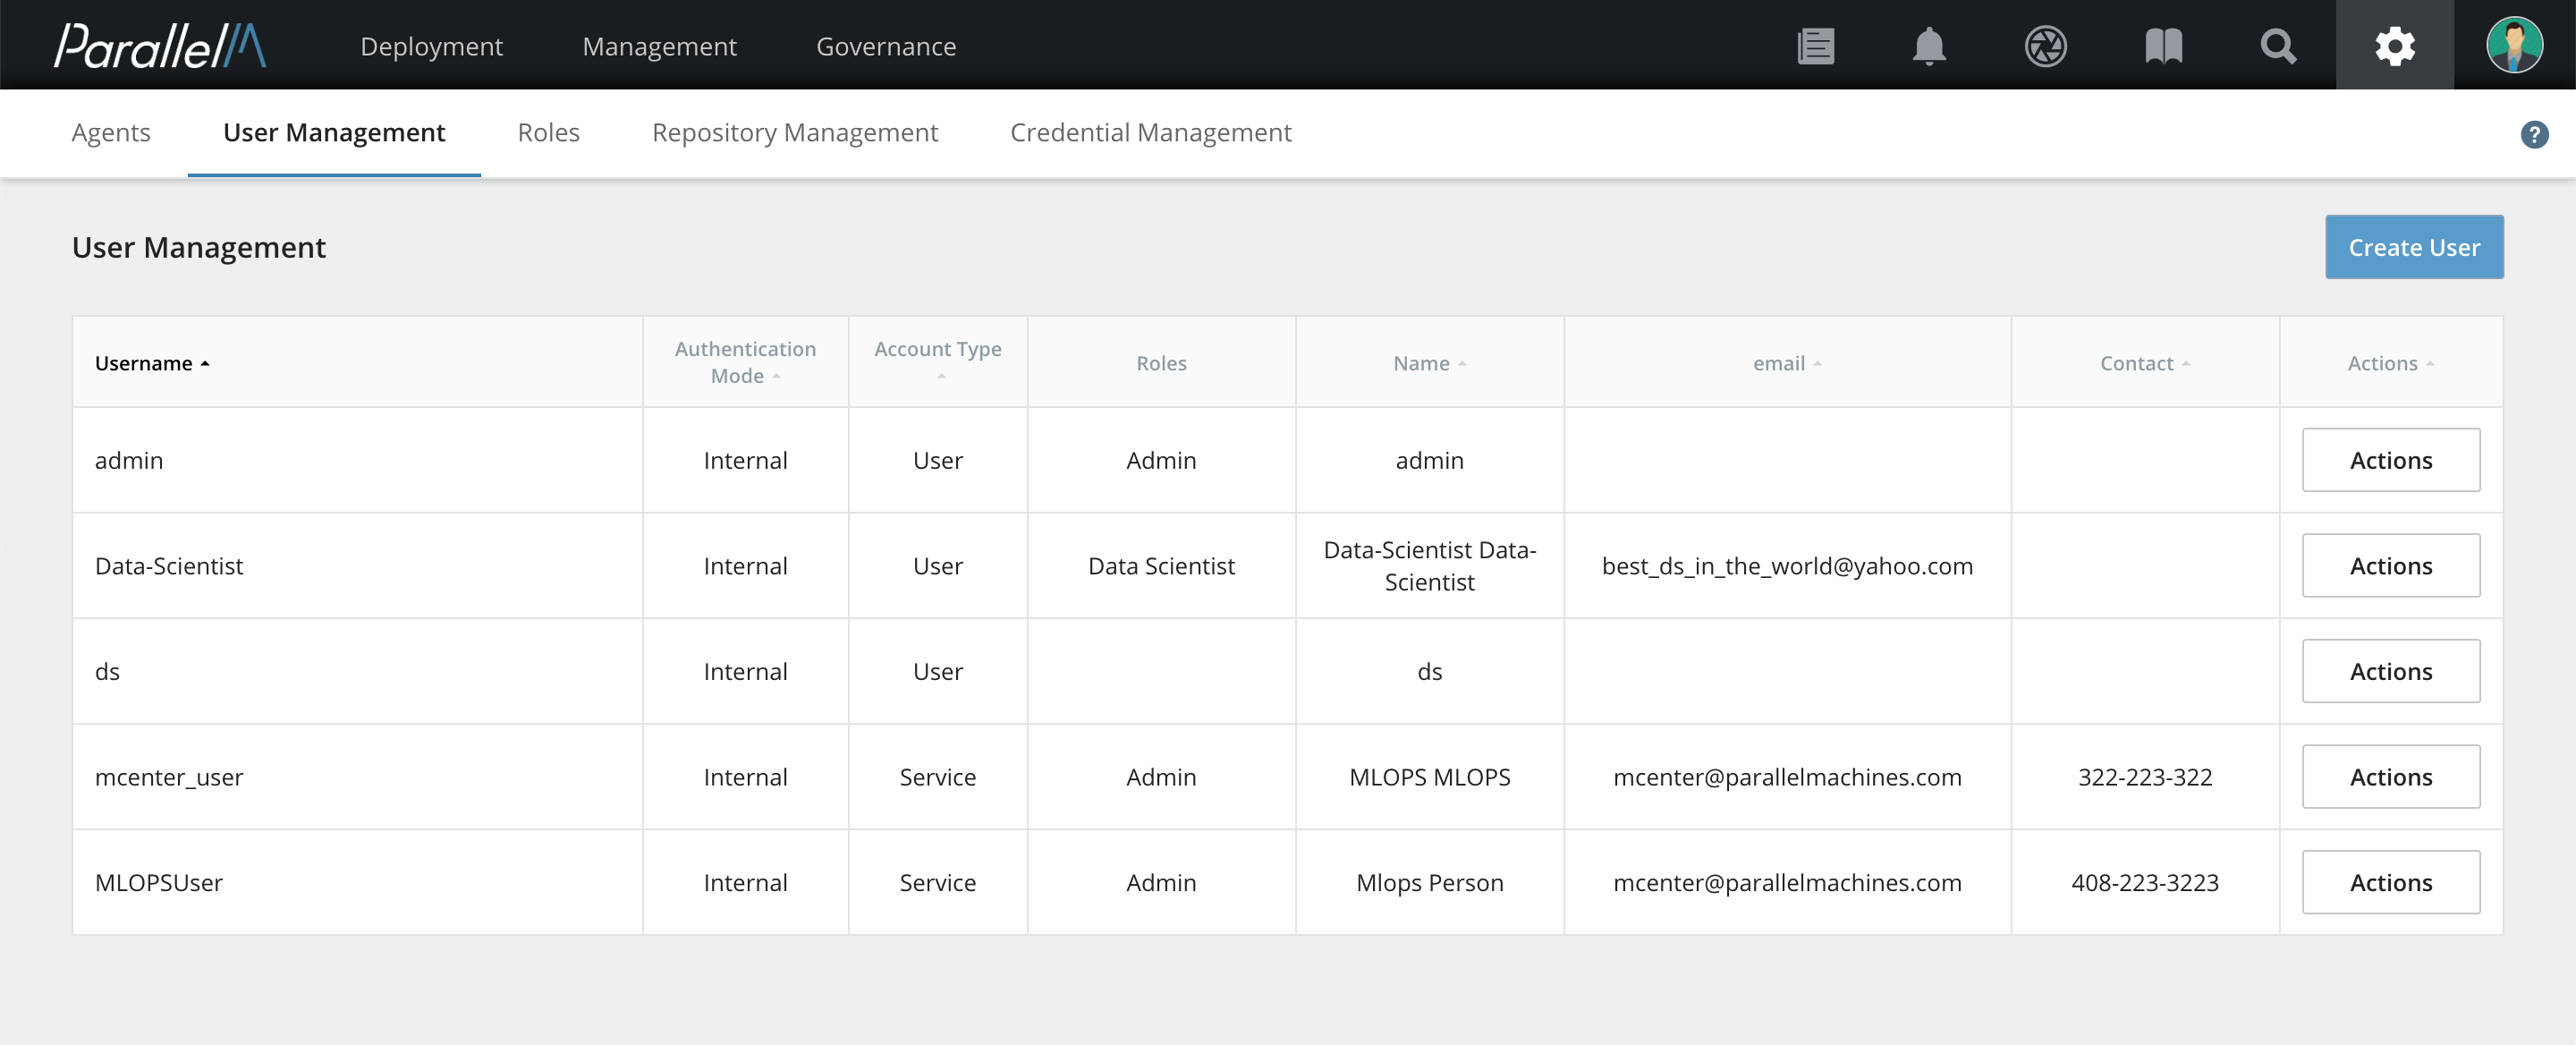 ParallelM
Deployment Management Governance
Agents User Management Roles Repository Management Credential Management ?
User Management Create User
Username Authentication Mode Account Type Roles Name email Contact Actions
admin Internal User Admin admin Actions
Data-Scientist Internal User Data Scientist Data-Scientist Data-Scientist best_ds_in_the_world@yahoo.com Actions
ds Internal User ds Actions
mcenter_user Internal Service Admin MLOPS MLOPS mcenter@parallelmachines.com 322-223-322 Actions
MLOPSUser Internal Service Admin Mlops Person mcenter@parallelmachines.com 408-223-3223 Actions